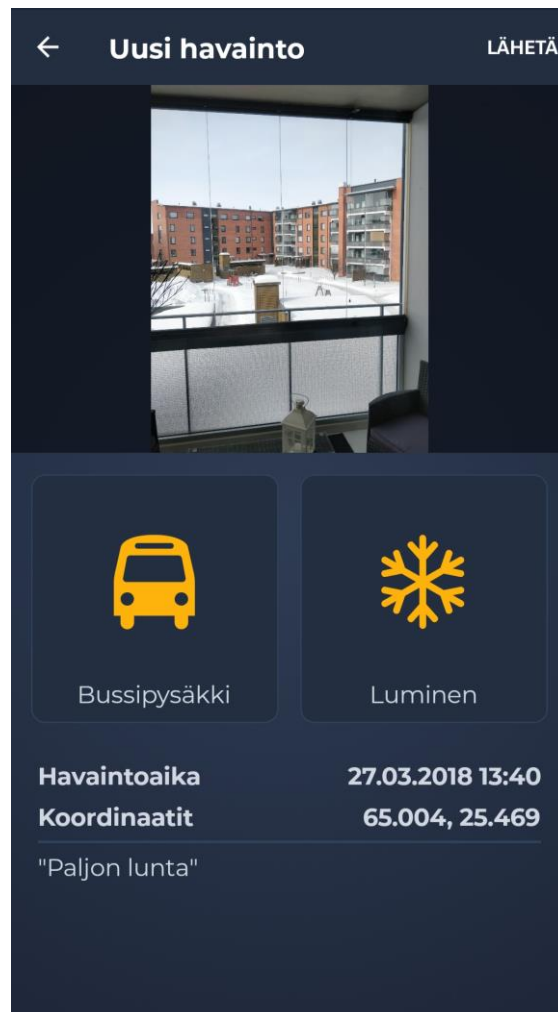 Uusi havainto LÄHETÄ
Bussipysäkki Luminen
Havaintoaika 27.03.2018 13:40
Koordinaatit 65.004, 25.469
"Paljon lunta"